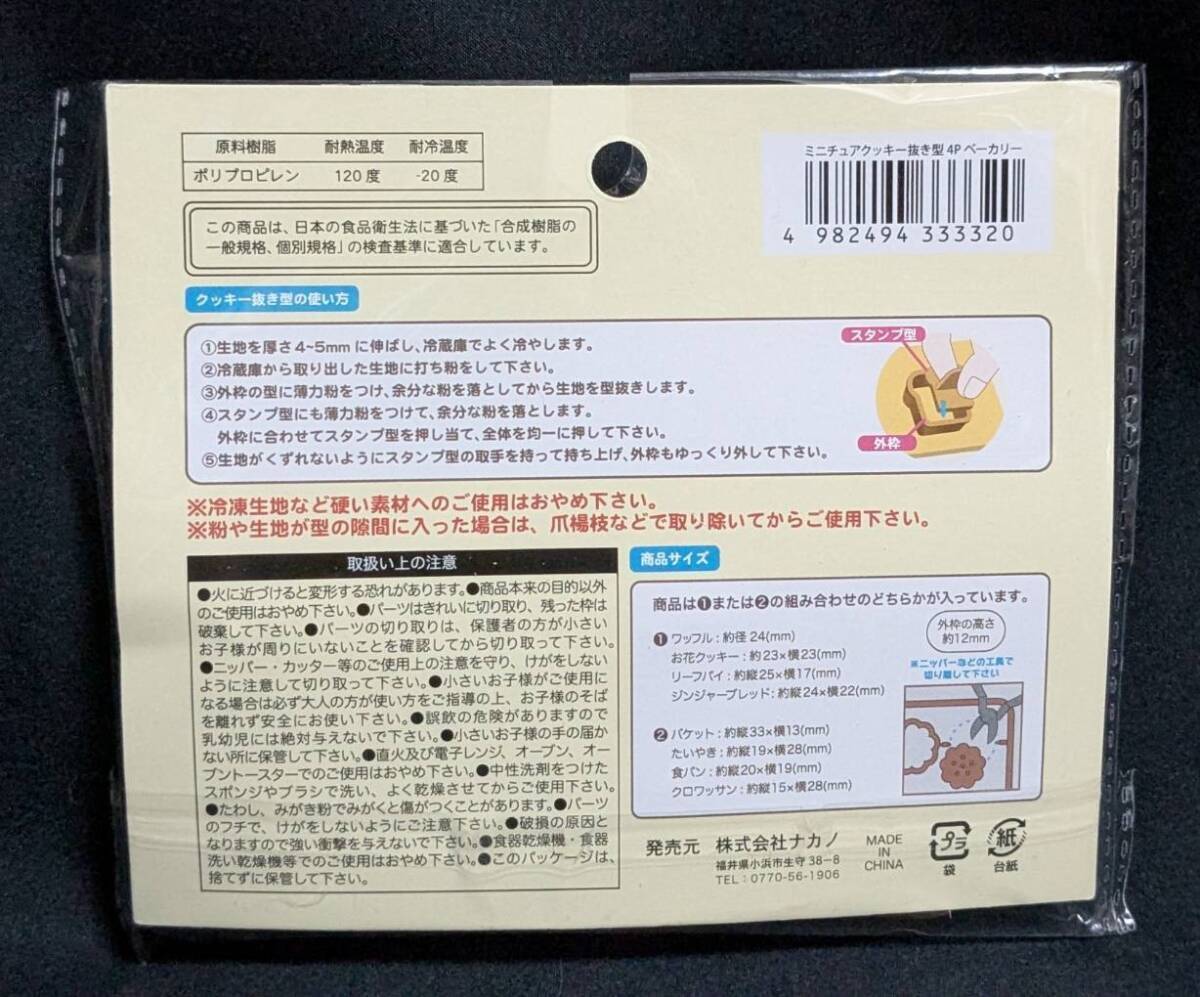 原料樹脂 耐熱温度 耐冷温度
ポリプロピレン 120度 -20度
この商品は、日本の食品衛生法に基づいた「合成樹脂の
一般規格、個別規格」の検査基準に適合しています。
ミニチュアクッキー抜き型 4P ベーカリー
4 982494 333320
クッキー抜き型の使い方
①生地を厚さ4~5mmに伸ばし、冷蔵庫でよく冷やします。
②冷蔵庫から取り出した生地に打ち粉をして下さい。
③外枠の型に薄力粉をつけ、余分な粉を落としてから生地を型抜きします。
④スタンプ型にも薄力粉をつけて、余分な粉を落とします。
外枠に合わせてスタンプ型を押し当て、全体を均一に押して下さい。
⑤生地がくずれないようにスタンプ型の取手を持って持ち上げ、外枠もゆっくり外して下さい。
スタンプ型
外枠
※冷凍生地など硬い素材へのご使用はおやめ下さい。
※粉や生地が型の隙間に入った場合は、爪楊枝などで取り除いてからご使用下さい。
取扱い上の注意
●火に近づけると変形する恐れがあります。●商品本来の目的以外
のご使用はおやめ下さい。●パーツはきれいに切り取り、残った枠は
破棄して下さい。●パーツの切り取りは、保護者の方が小さい
お子様が周りにいないことを確認してから切り取って下さい。
●ニッパー・カッター等のご使用上の注意を守り、けがをしない
ように注意して切り取って下さい。●小さいお子様がご使用に
なる場合は必ず大人の方が使い方をご指導の上、お子様のそば
を離れず安全にお使い下さい。●誤飲の危険がありますので
乳幼児には絶対与えないで下さい。●小さいお子様の手の届か
ない所に保管して下さい。●直火及び電子レンジ、オーブン、オー
ブントースターでのご使用はおやめ下さい。●中性洗剤をつけた
スポンジやブラシで洗い、よく乾燥させてからご使用下さい。
●たわし、みがき粉でみがくと傷がつくことがあります。●パーツ
のフチで、けがをしないようにご注意下さい。●破損の原因と
なりますので強い衝撃を与えないで下さい。●食器乾燥機・食器
洗い乾燥機等でのご使用はおやめ下さい。●このパッケージは、
捨てずに保管して下さい。
商品サイズ
商品は❶または❷の組み合わせのどちらかが入っています。
❶ ワッフル：約径24(mm)
お花クッキー：約23×横23(mm)
リーフパイ：約縦25×横17(mm)
ジンジャーブレッド：約縦24×横22(mm)
❷ バケット：約縦33×横13(mm)
たいやき：約縦19×横28(mm)
食パン：約縦20×横19(mm)
クロワッサン：約縦15×横28(mm)
外枠の高さ
約12mm
※ニッパーなどの工具で
切り離して下さい
発売元 株式会社ナカノ
福井県小浜市生守38-8
TEL：0770-56-1906
MADE
IN
CHINA
プラ
袋
紙
台紙